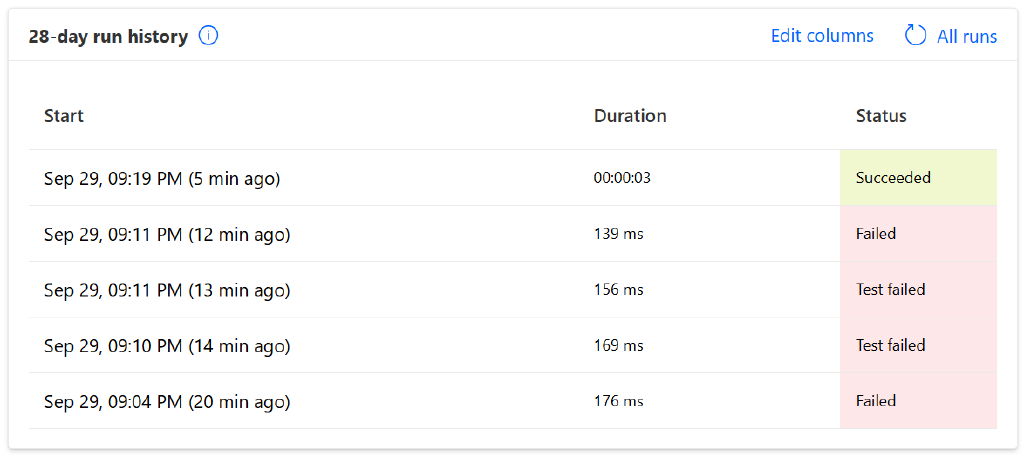 28-day run history
Edit columns All runs
Start Duration Status
Sep 29, 09:19 PM (5 min ago) 00:00:03 Succeeded
Sep 29, 09:11 PM (12 min ago) 139 ms Failed
Sep 29, 09:11 PM (13 min ago) 156 ms Test failed
Sep 29, 09:10 PM (14 min ago) 169 ms Test failed
Sep 29, 09:04 PM (20 min ago) 176 ms Failed